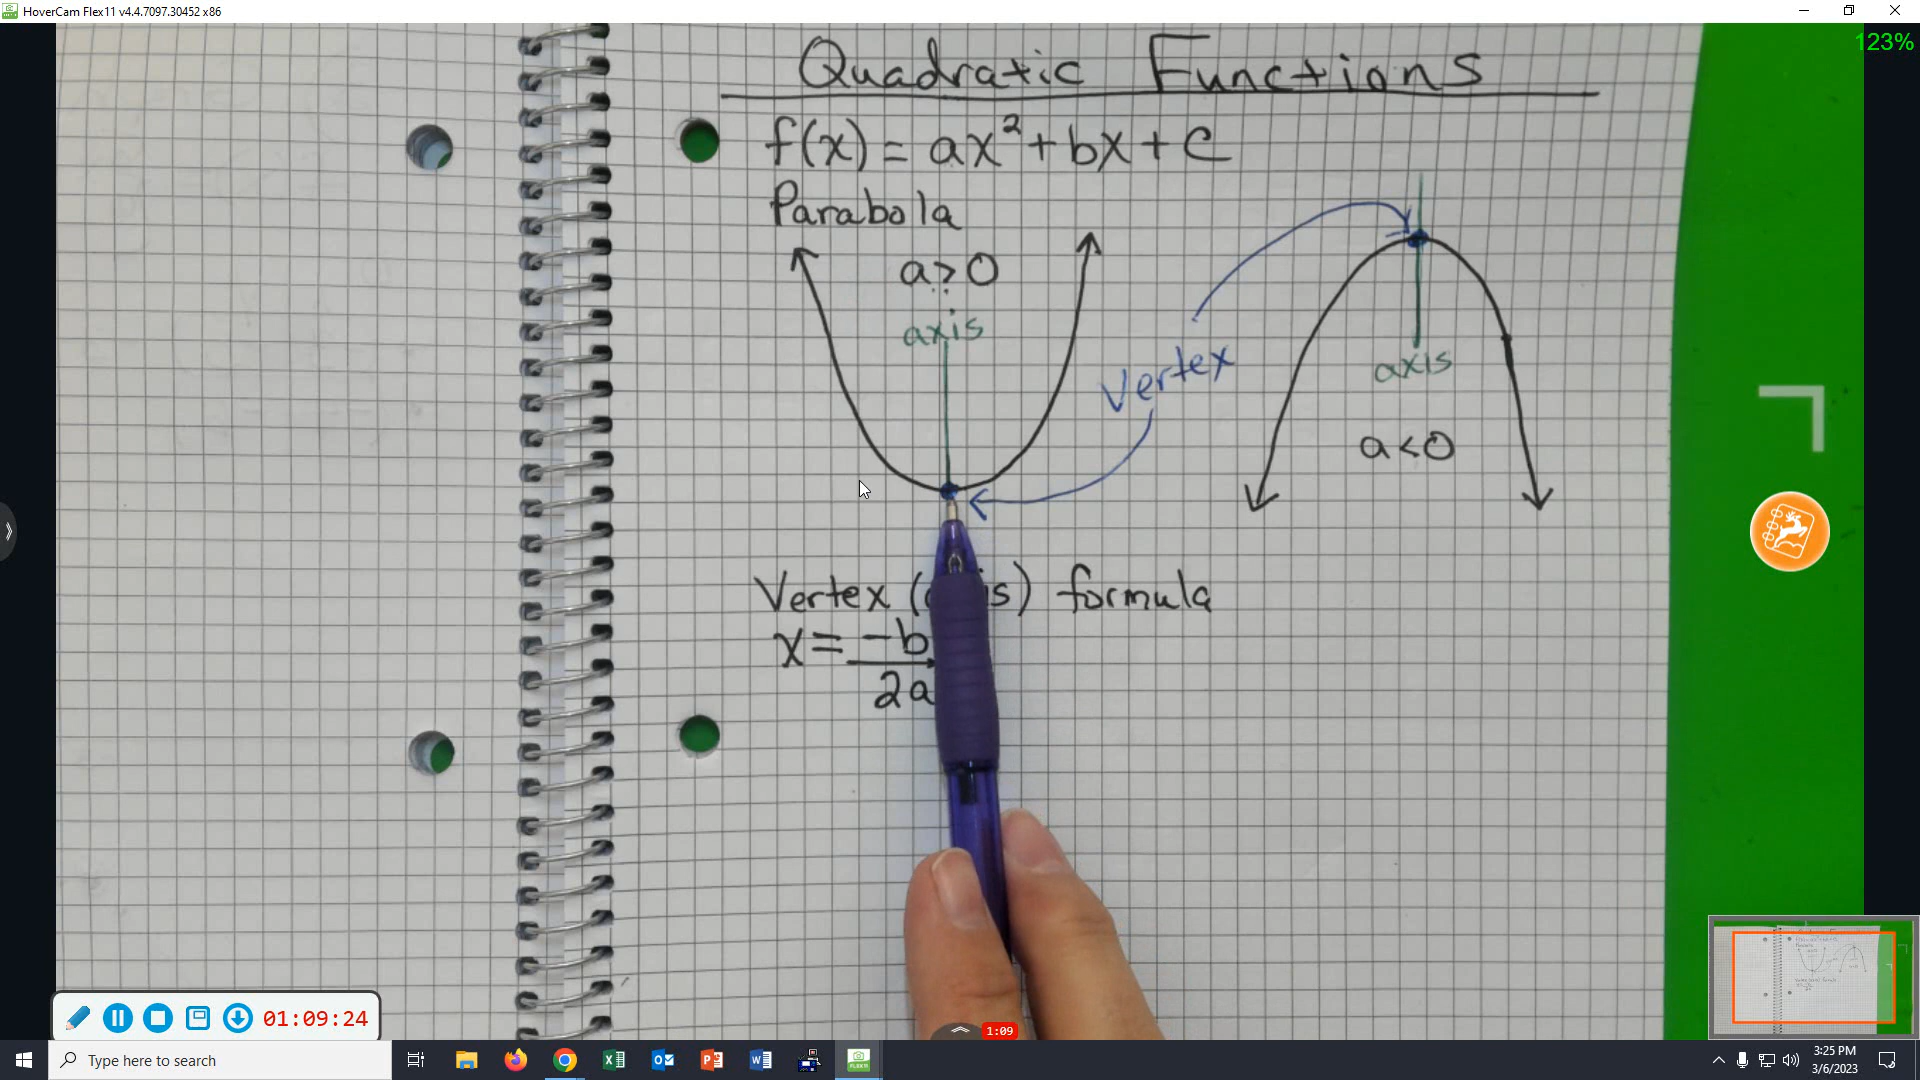 HoverCam Flex11 v4.4.7097.30452 x86
123%
Quadratic Functions
f(x) = ax²+bx+c
Parabola
a > 0
axis
Vertex
axis
a < 0
Vertex ( is) formula
x = -b
2a
01:09:24
1:09
Type here to search
3:25 PM
3/6/2023